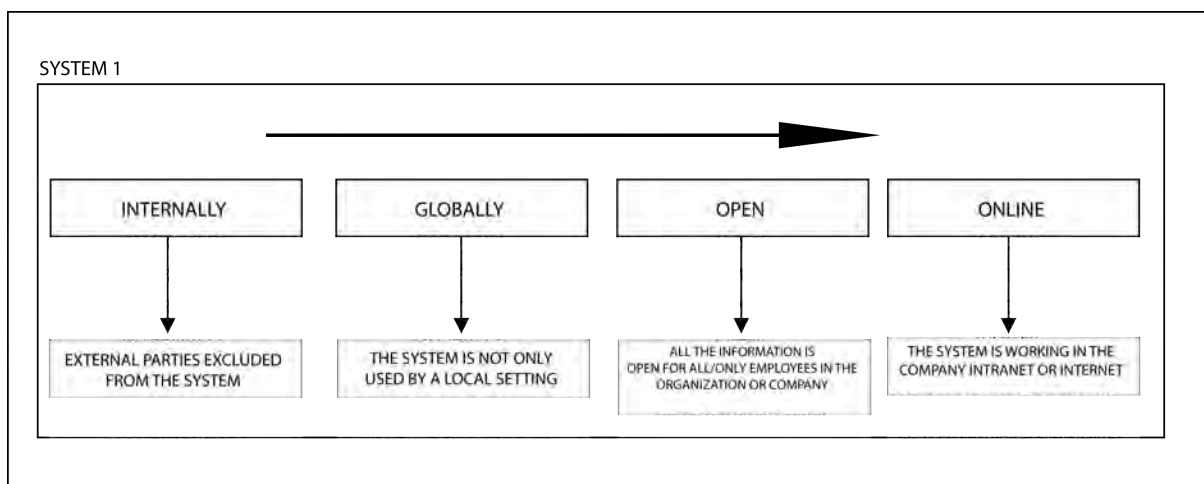 SYSTEM 1
INTERNALLY
GLOBALLY
OPEN
ONLINE
EXTERNAL PARTIES EXCLUDED
FROM THE SYSTEM
THE SYSTEM IS NOT ONLY
USED BY A LOCAL SETTING
ALL THE INFORMATION IS
OPEN FOR ALL/ONLY EMPLOYEES IN THE
ORGANIZATION OR COMPANY
THE SYSTEM IS WORKING IN THE
COMPANY INTRANET OR INTERNET